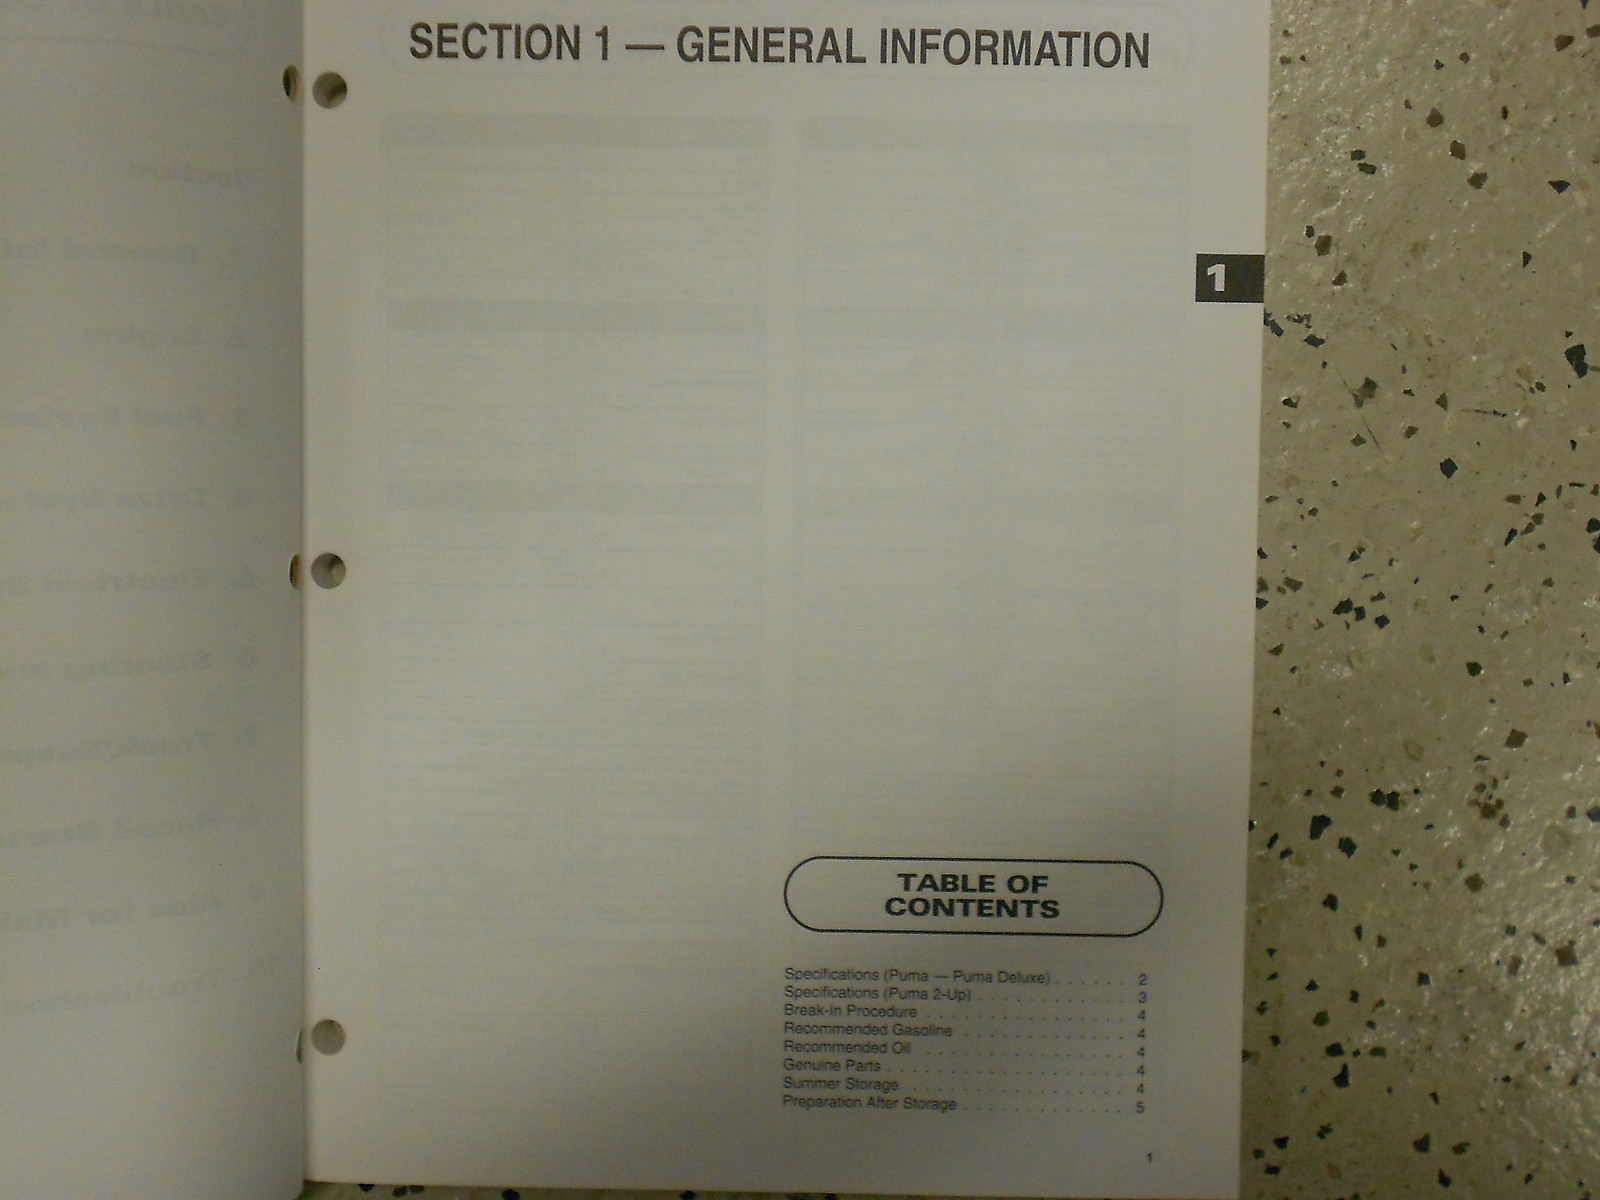 SECTION 1 — GENERAL INFORMATION
1
TABLE OF
CONTENTS
Specifications (Puma — Puma Deluxe) . . . . . . 2
Specifications (Puma 2-Up) . . . . . . . . . . . . 3
Break-In Procedure . . . . . . . . . . . . . . . . 4
Recommended Gasoline . . . . . . . . . . . . . 4
Recommended Oil . . . . . . . . . . . . . . . . 4
Genuine Parts . . . . . . . . . . . . . . . . . . . 4
Summer Storage . . . . . . . . . . . . . . . . . 4
Preparation After Storage . . . . . . . . . . . . . 5
1